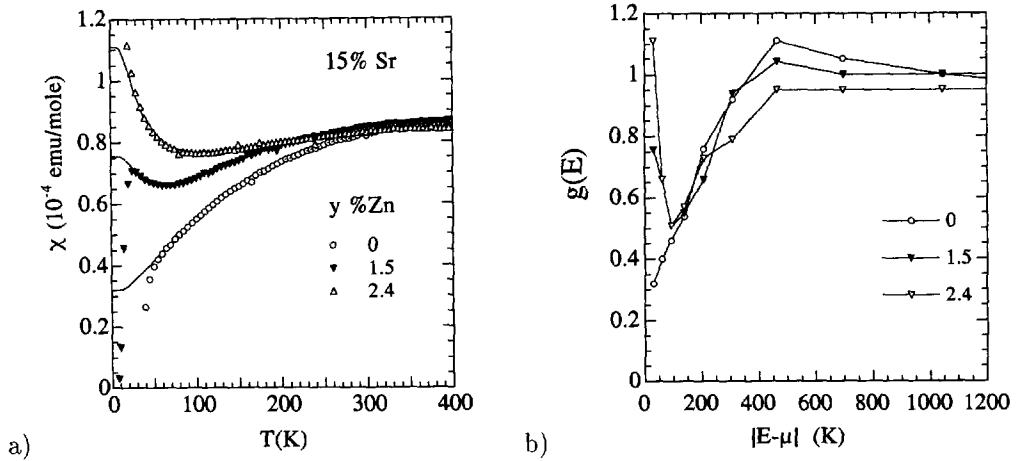 a)
χ (10⁻⁴ emu/mole)
1.2
1
0.8
0.6
0.4
0.2
0
15% Sr
y %Zn
0
1.5
2.4
0 100 200 300 400
T(K)
b)
g(E)
1.2
1
0.8
0.6
0.4
0.2
0
0
1.5
2.4
0 200 400 600 800 1000 1200
|E-μ| (K)